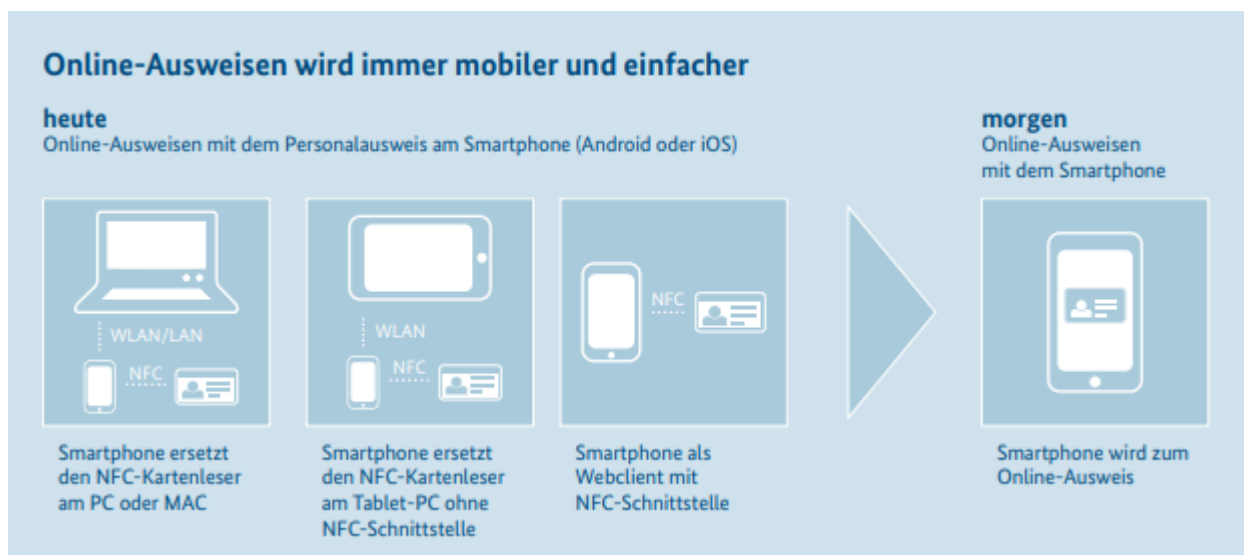 Online-Ausweisen wird immer mobiler und einfacher
heute
Online-Ausweisen mit dem Personalausweis am Smartphone (Android oder iOS)
morgen
Online-Ausweisen
mit dem Smartphone
WLAN/LAN
NFC
WLAN
NFC
NFC
Smartphone ersetzt
den NFC-Kartenleser
am PC oder MAC
Smartphone ersetzt
den NFC-Kartenleser
am Tablet-PC ohne
NFC-Schnittstelle
Smartphone als
Webclient mit
NFC-Schnittstelle
Smartphone wird zum
Online-Ausweis